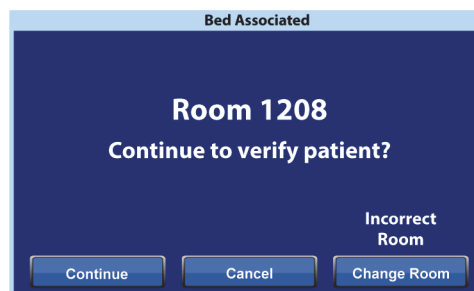 Bed Associated
Room 1208
Continue to verify patient?
Incorrect
Room
Continue
Cancel
Change Room